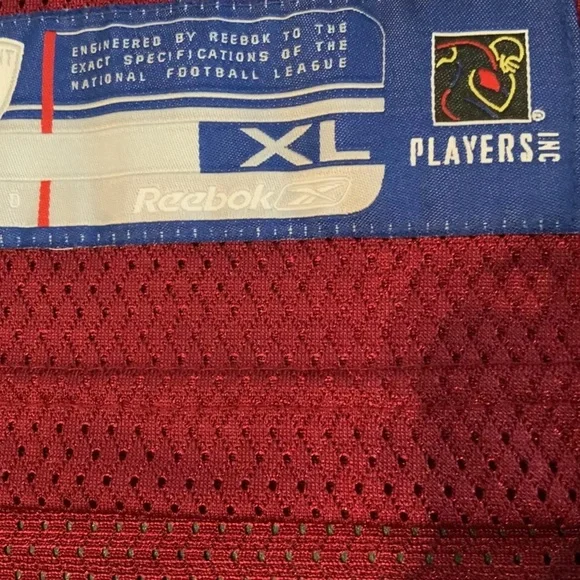 ENGINEERED BY REEBOK TO THE
EXACT SPECIFICATIONS OF THE
NATIONAL FOOTBALL LEAGUE
XL
Reebok
PLAYERS INC
®